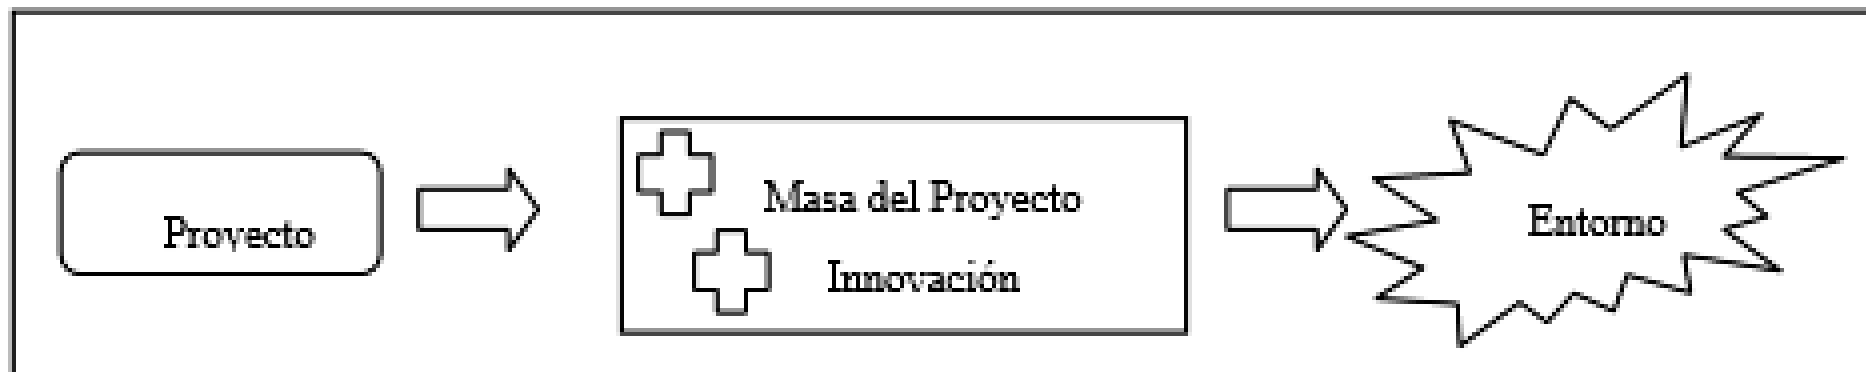 Proyecto
Masa del Proyecto
Innovación
Entorno